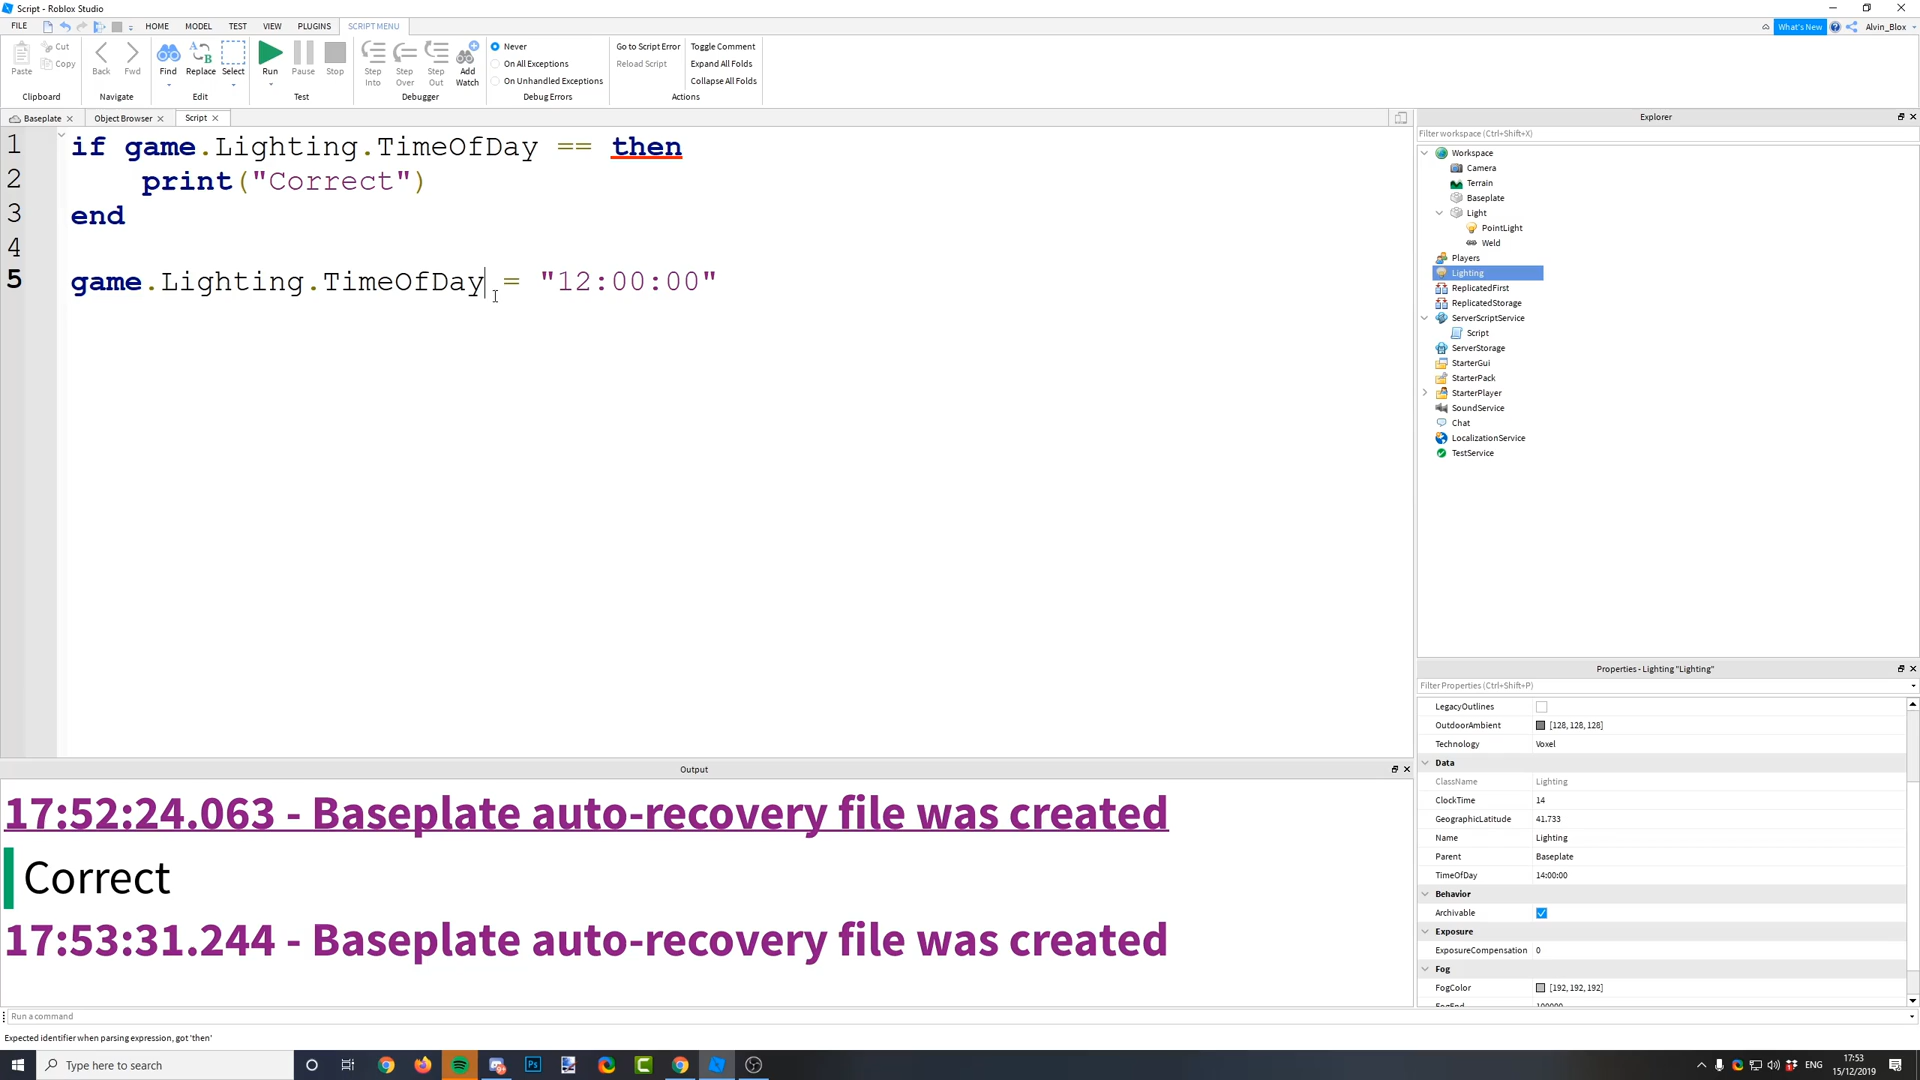 Script - Roblox Studio
FILE HOME MODEL TEST VIEW PLUGINS SCRIPT MENU What's New Alvin_Blox
Paste Cut Copy Clipboard
Back Fwd Navigate
Find Replace Select Edit
Run Pause Stop Test
Step Into Step Over Step Out Add Watch Debugger
Never
On All Exceptions
On Unhandled Exceptions
Debug Errors
Go to Script Error Toggle Comment
Reload Script Expand All Folds
Collapse All Folds
Actions
Baseplate Object Browser Script
1 if game.Lighting.TimeOfDay == then
2 print("Correct")
3 end
4
5 game.Lighting.TimeOfDay = "12:00:00"
Explorer
Filter workspace (Ctrl+Shift+X)
Workspace
Camera
Terrain
Baseplate
Light
PointLight
Weld
Players
Lighting
ReplicatedFirst
ReplicatedStorage
ServerScriptService
Script
ServerStorage
StarterGui
StarterPack
StarterPlayer
SoundService
Chat
LocalizationService
TestService
Properties - Lighting "Lighting"
Filter Properties (Ctrl+Shift+P)
LegacyOutlines
OutdoorAmbient [128, 128, 128]
Technology Voxel
Data
ClassName Lighting
ClockTime 14
GeographicLatitude 41.733
Name Lighting
Parent Baseplate
TimeOfDay 14:00:00
Behavior
Archivable
Exposure
ExposureCompensation 0
Fog
FogColor [192, 192, 192]
FogEnd 100000
Output
17:52:24.063 - Baseplate auto-recovery file was created
Correct
17:53:31.244 - Baseplate auto-recovery file was created
Run a command
Expected identifier when parsing expression, got 'then'
Type here to search
Ps
ENG
17:53
15/12/2019